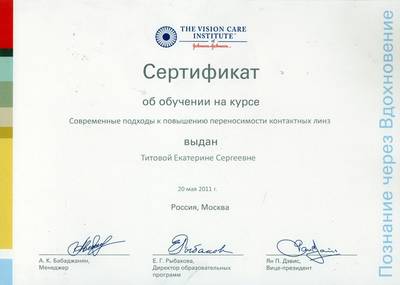 THE VISION CARE
INSTITUTE™
of
Johnson & Johnson
Сертификат
об обучении на курсе
Современные подходы к повышению переносимости контактных линз
выдан
Титовой Екатерине Сергеевне
20 мая 2011 г.
Россия, Москва
А. К. Бабаджанян,
Менеджер
Е. Г. Рыбакова,
Директор образовательных
программ
Ян П. Дэвис,
Вице-президент
Познание через Вдохновение